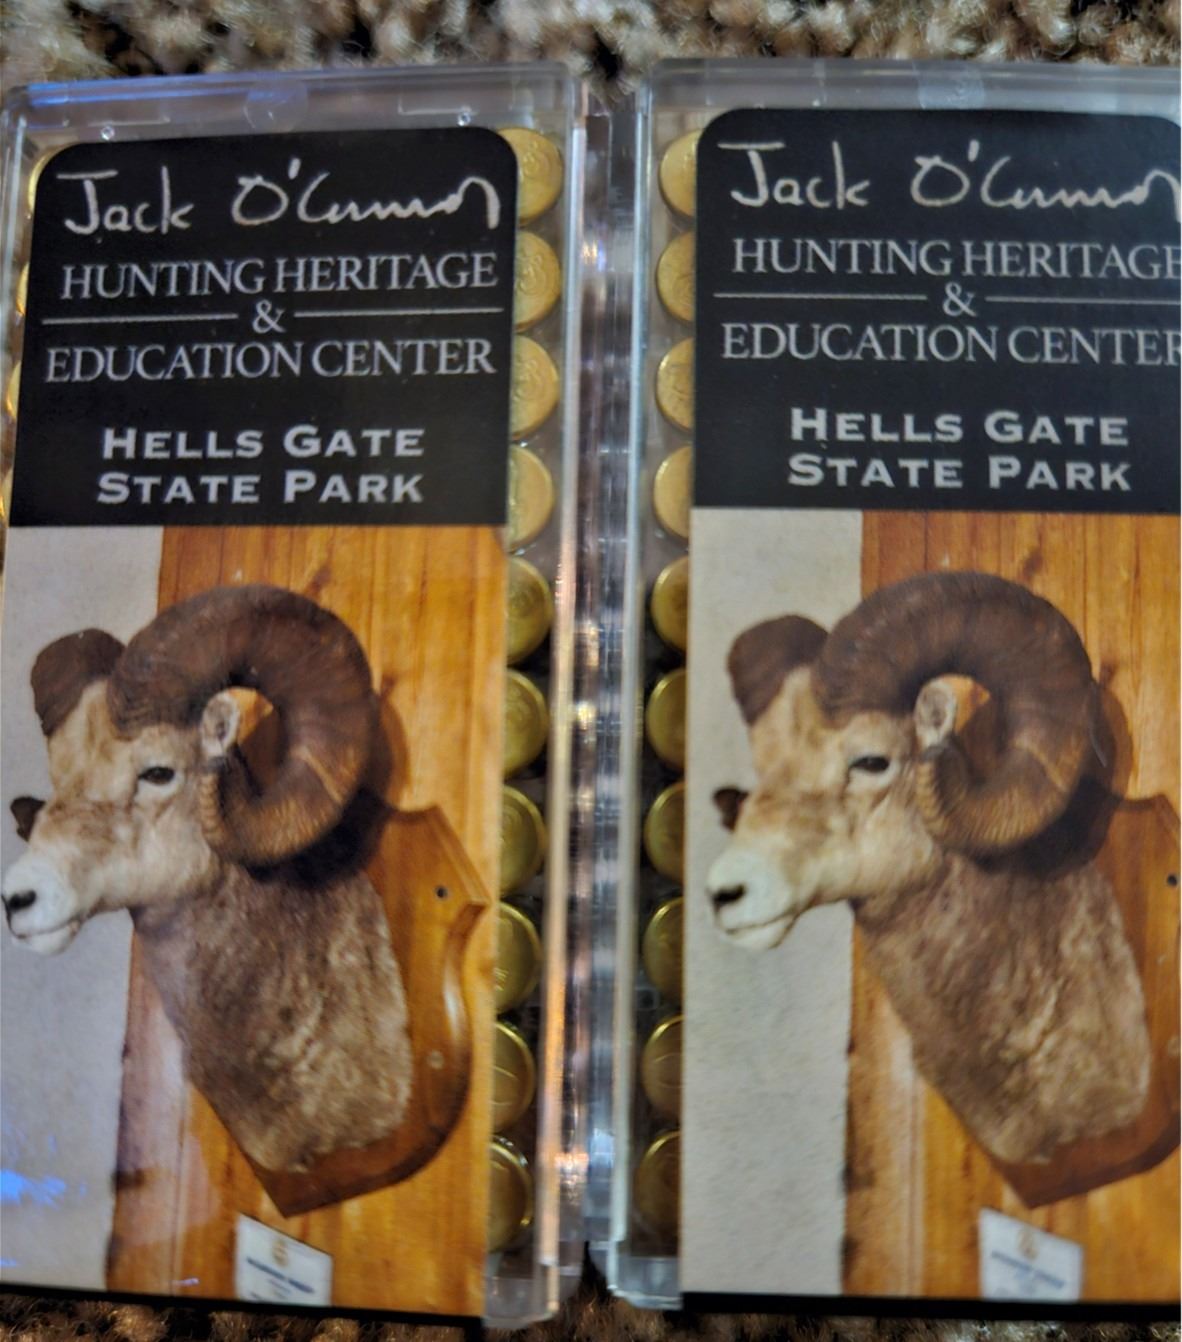 Jack O'Connor
HUNTING HERITAGE
&
EDUCATION CENTER
HELLS GATE
STATE PARK
Jack O'Connor
HUNTING HERITAGE
&
EDUCATION CENTER
HELLS GATE
STATE PARK